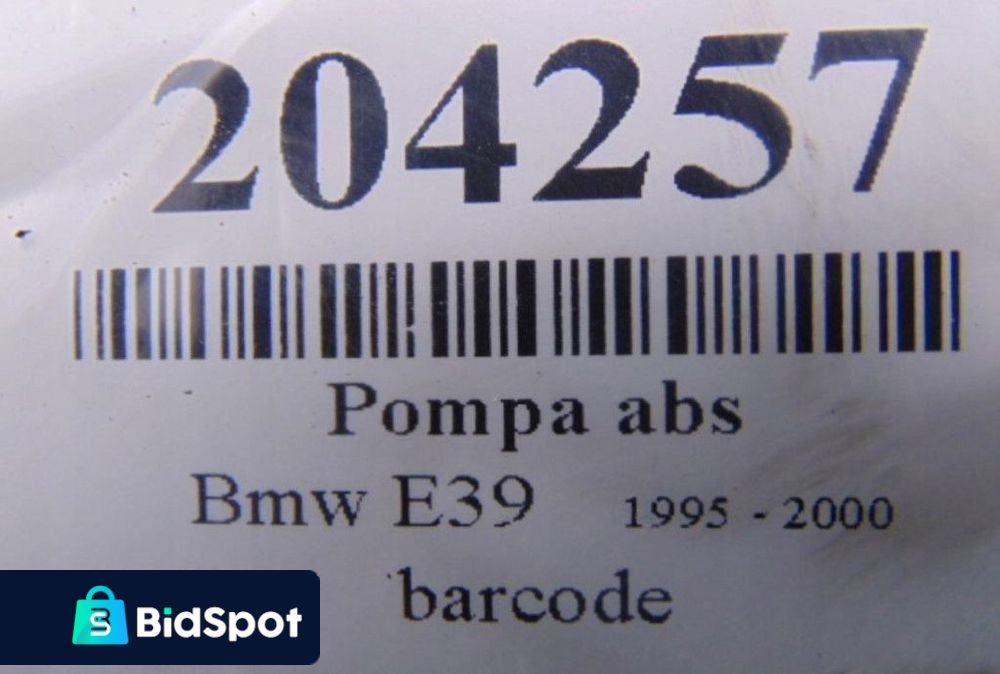 204257
Pompa abs
Bmw E39 1995 - 2000
barcode
BidSpot